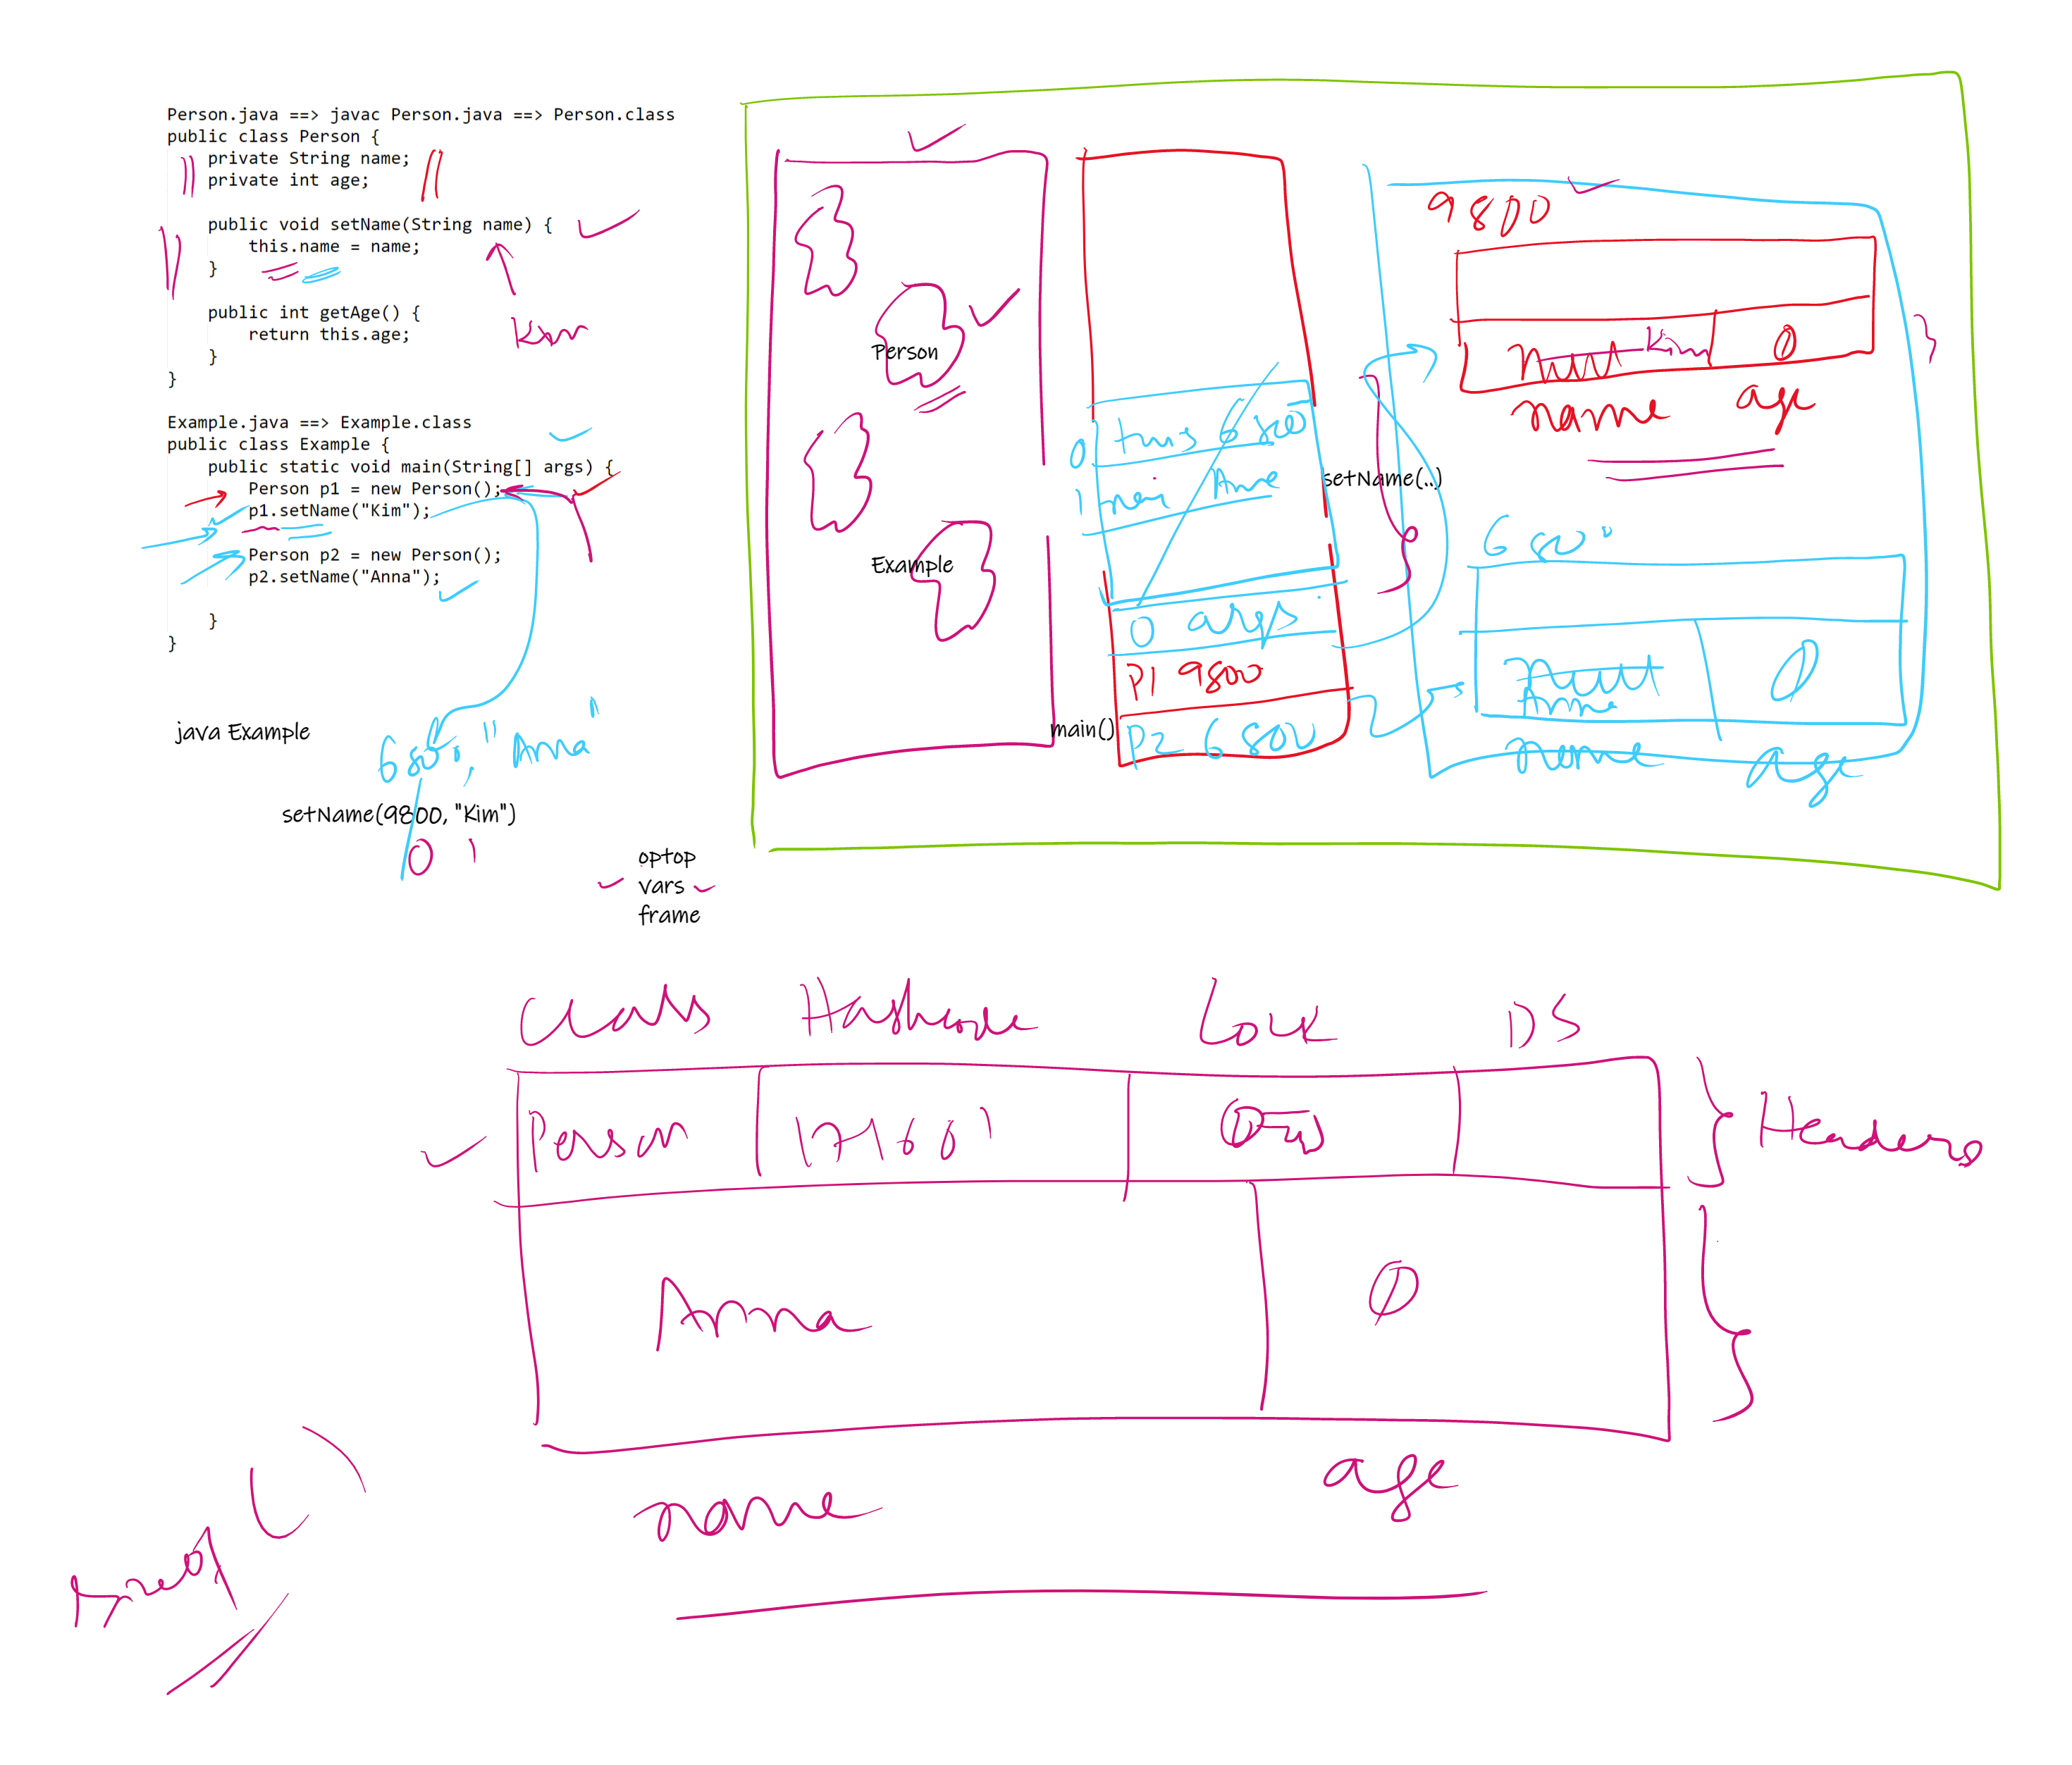 Person.java ==> javac Person.java ==> Person.class
public class Person {
private String name;
private int age;
public void setName(String name) {
this.name = name;
}
Kim
public int getAge() {
return this.age;
}
}
Example.java ==> Example.class
public class Example {
public static void main(String[] args) {
Person p1 = new Person();
p1.setName("Kim");
Person p2 = new Person();
p2.setName("Anna");
}
}
java Example
6800, "Anna"
setName(9800, "Kim")
0 1
optop
vars
frame
Person
Example
0 this 6800
1
setName(..)
0 args
P1 9800
main() P2 6800
9800
null Kim 0
name age
6800
null 0
Anna
name age
Class Hashcode Lock DS
Person 171601 Headers
Anna 0
name age